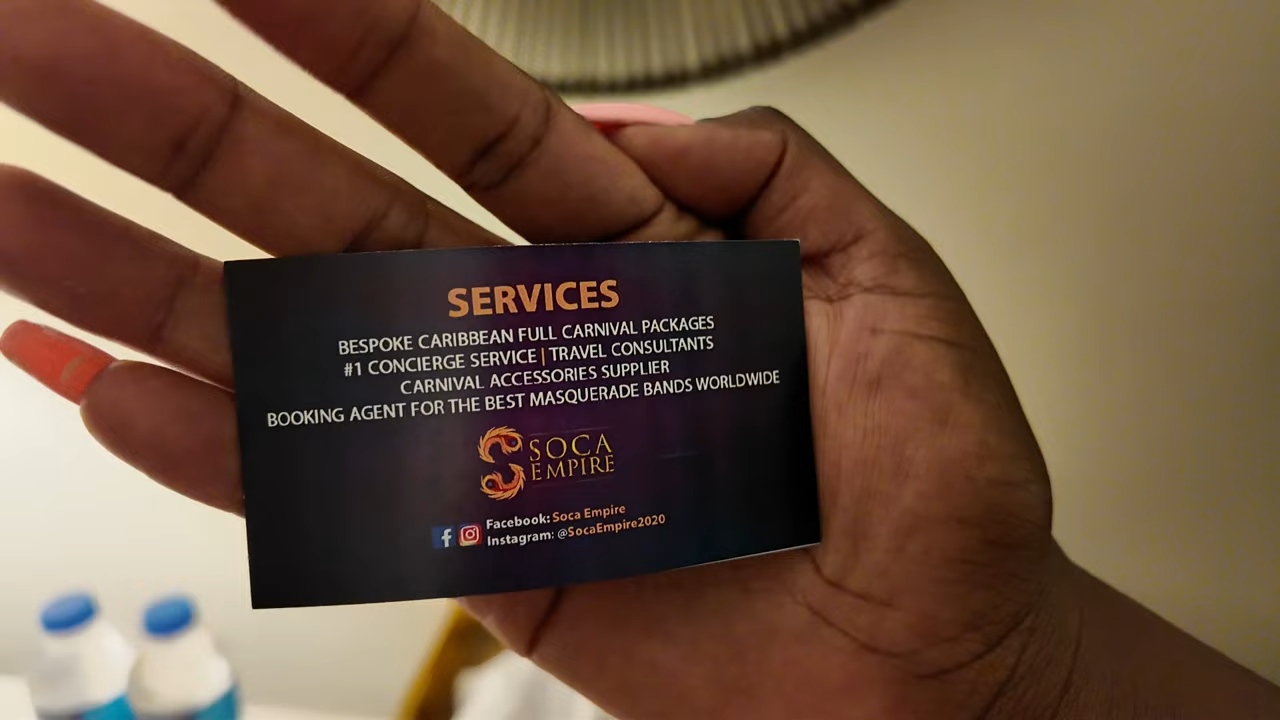 SERVICES
BESPOKE CARIBBEAN FULL CARNIVAL PACKAGES
#1 CONCIERGE SERVICE | TRAVEL CONSULTANTS
CARNIVAL ACCESSORIES SUPPLIER
BOOKING AGENT FOR THE BEST MASQUERADE BANDS WORLDWIDE
SOCA
EMPIRE
Facebook: Soca Empire
Instagram: @SocaEmpire2020